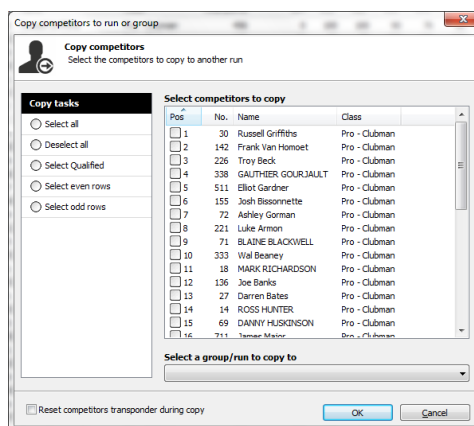 Copy competitors to run or group
Copy competitors
Select the competitors to copy to another run
Copy tasks
Select all
Deselect all
Select Qualified
Select even rows
Select odd rows
Select competitors to copy
Pos No. Name Class
1 30 Russell Griffiths Pro - Clubman
2 142 Frank Van Homoet Pro - Clubman
3 226 Troy Beck Pro - Clubman
4 338 GAUTHIER GOURJAULT Pro - Clubman
5 511 Elliot Gardner Pro - Clubman
6 155 Josh Bissonnette Pro - Clubman
7 72 Ashley Gorman Pro - Clubman
8 221 Luke Armon Pro - Clubman
9 71 BLAINE BLACKWELL Pro - Clubman
10 333 Wal Beaney Pro - Clubman
11 18 MARK RICHARDSON Pro - Clubman
12 136 Joe Banks Pro - Clubman
13 27 Darren Bates Pro - Clubman
14 14 ROSS HUNTER Pro - Clubman
15 69 DANNY HUSKINSON Pro - Clubman
16 711 James Major Pro - Clubman
Select a group/run to copy to
Reset competitors transponder during copy
OK
Cancel